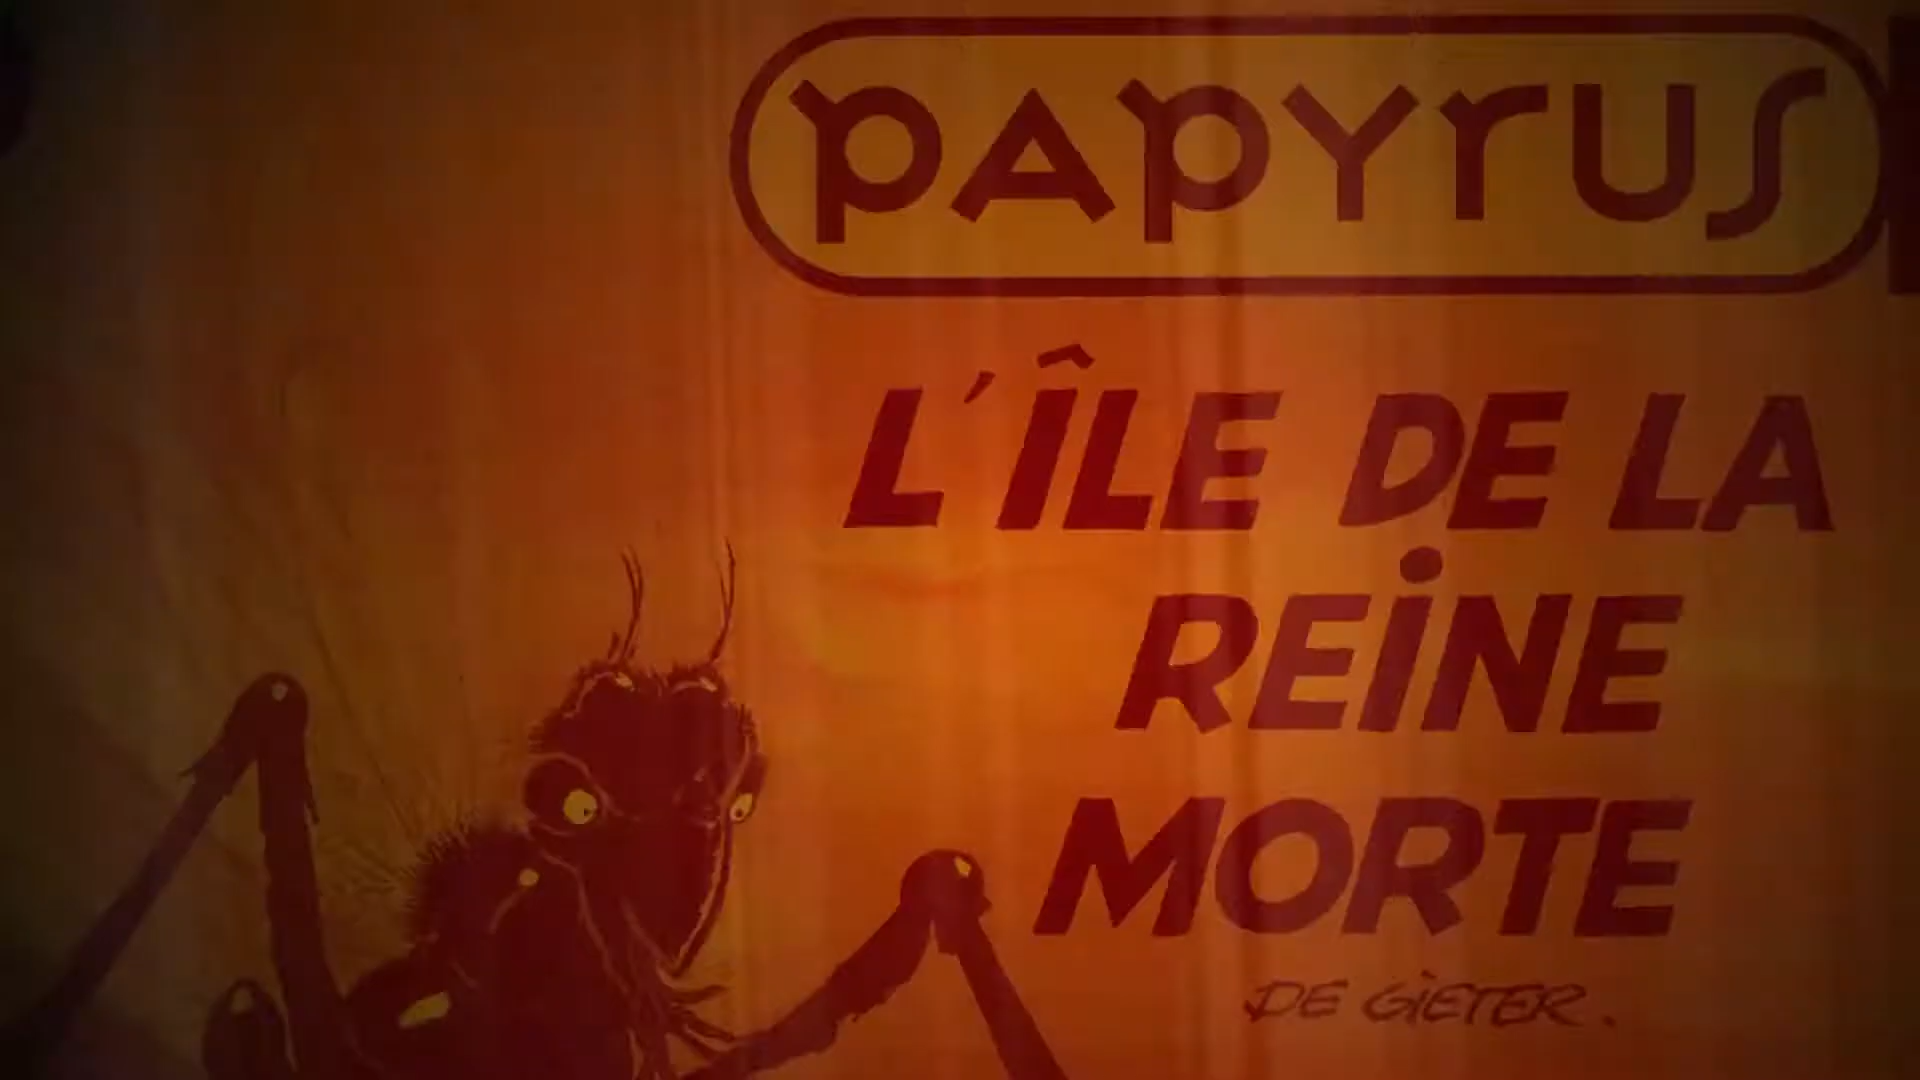 PAPYRUS
L'ÎLE DE LA
REINE
MORTE
DE GIETER.